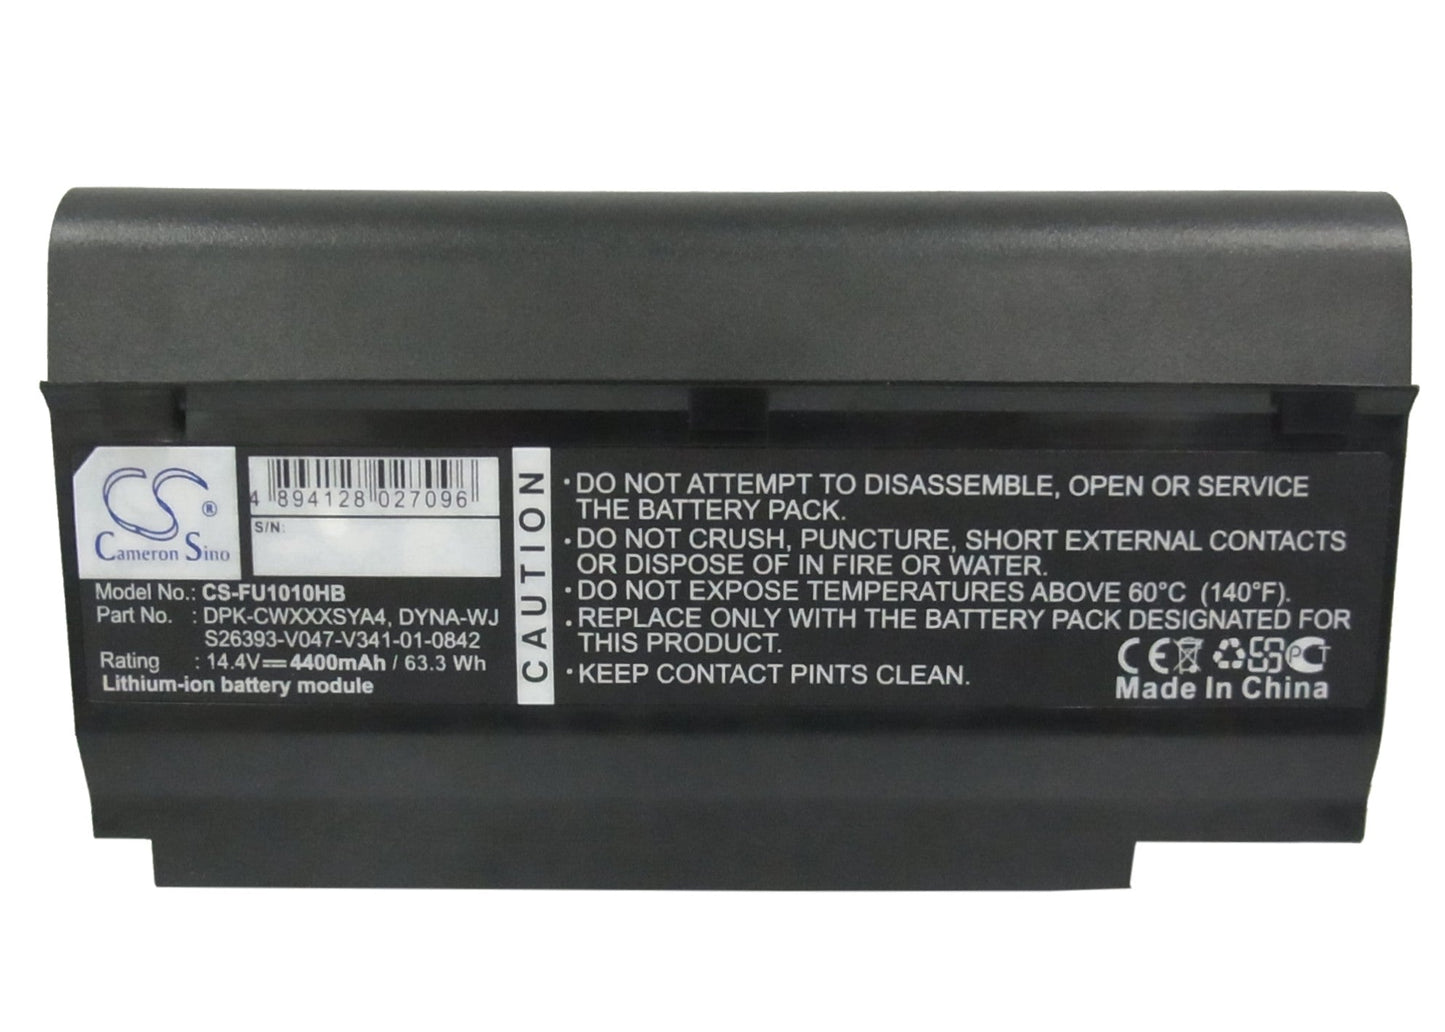 CS®
Cameron Sino
4 894128 027096
S/N:
Model No.: CS-FU1010HB
Part No. : DPK-CWXXXSYA4, DYNA-WJ
S26393-V047-V341-01-0842
Rating : 14.4V 4400mAh / 63.3 Wh
Lithium-ion battery module
CAUTION
· DO NOT ATTEMPT TO DISASSEMBLE, OPEN OR SERVICE
THE BATTERY PACK.
· DO NOT CRUSH, PUNCTURE, SHORT EXTERNAL CONTACTS
OR DISPOSE OF IN FIRE OR WATER.
· DO NOT EXPOSE TEMPERATURES ABOVE 60°C (140°F).
· REPLACE ONLY WITH THE BATTERY PACK DESIGNATED FOR
THIS PRODUCT.
· KEEP CONTACT PINTS CLEAN.
CE PCT
Made In China